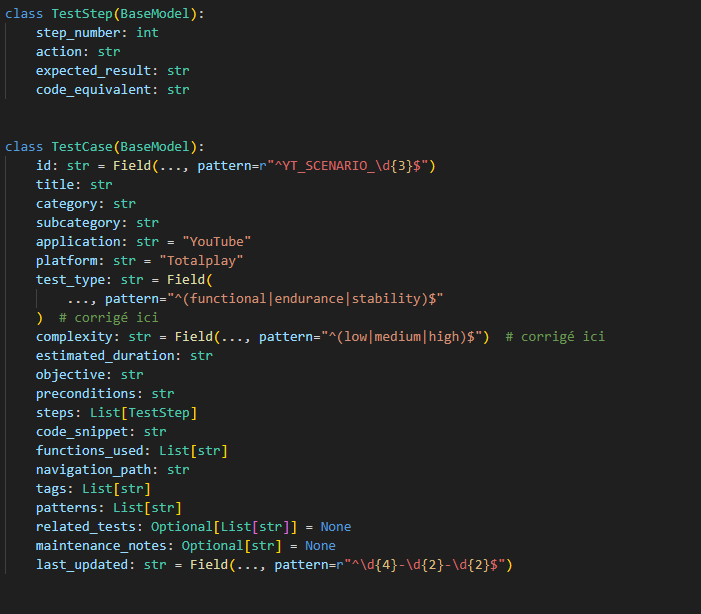 class TestStep(BaseModel):
    step_number: int
    action: str
    expected_result: str
    code_equivalent: str
class TestCase(BaseModel):
    id: str = Field(..., pattern=r"^YT_SCENARIO_\d{3}$")
    title: str
    category: str
    subcategory: str
    application: str = "YouTube"
    platform: str = "Totalplay"
    test_type: str = Field(
        ..., pattern="^(functional|endurance|stability)$"
    )  # corrigé ici
    complexity: str = Field(..., pattern="^(low|medium|high)$")  # corrigé ici
    estimated_duration: str
    objective: str
    preconditions: str
    steps: List[TestStep]
    code_snippet: str
    functions_used: List[str]
    navigation_path: str
    tags: List[str]
    patterns: List[str]
    related_tests: Optional[List[str]] = None
    maintenance_notes: Optional[str] = None
    last_updated: str = Field(..., pattern=r"^\d{4}-\d{2}-\d{2}$")